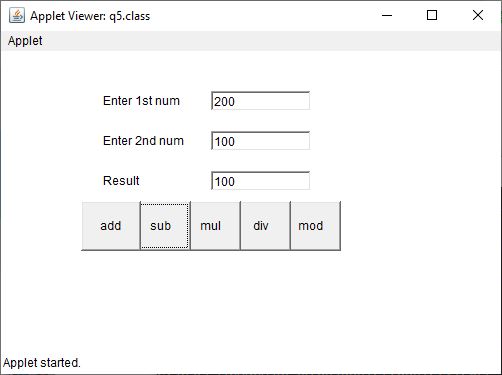 Applet Viewer: q5.class
Applet
Enter 1st num 200
Enter 2nd num 100
Result 100
add sub mul div mod
Applet started.